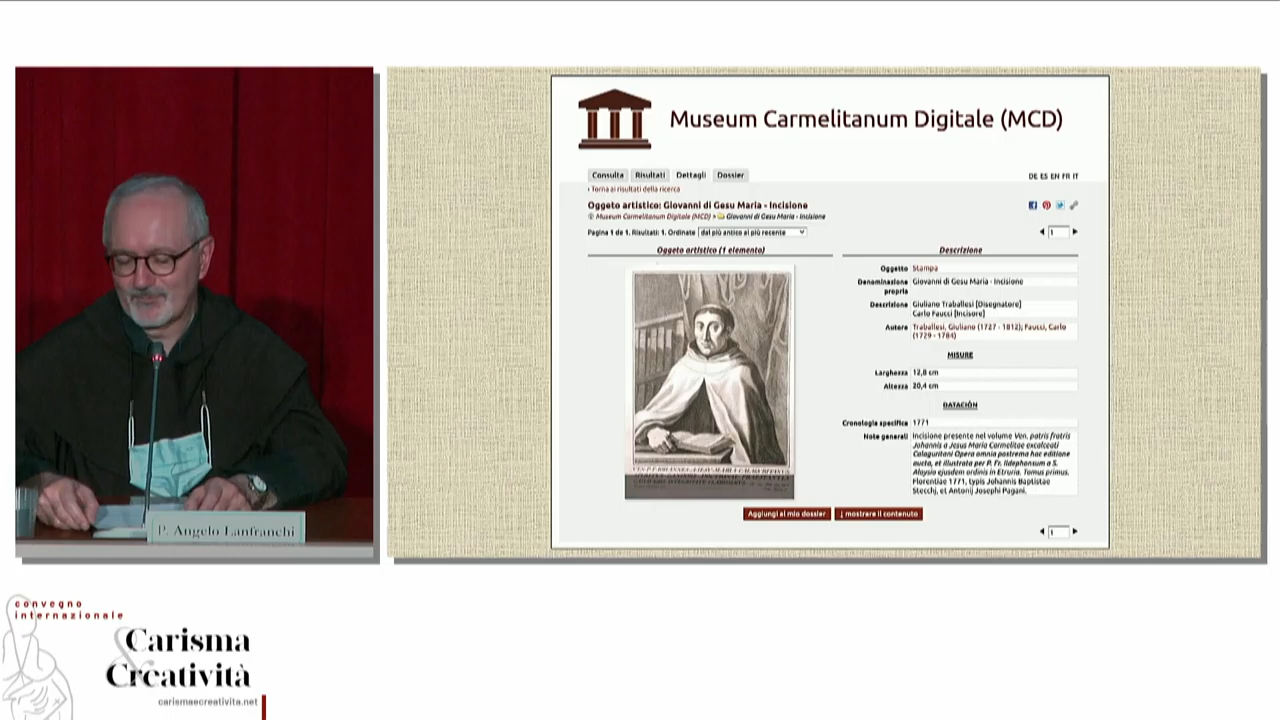 P. Angelo Lanfranchi
Museum Carmelitanum Digitale (MCD)
Consulta Risultati Dettagli Dossier
DE ES EN FR IT
‹ Torna ai risultati della ricerca
Oggeto artistico: Giovanni di Gesu Maria - Incisione
Museum Carmelitanum Digitale (MCD) > Giovanni di Gesu Maria - Incisione
Pagina 1 de 1. Risultati: 1. Ordinate dal più antico al più recente
1
Oggeto artistico (1 elemento)
Descrizione
Oggetto Stampa
Denominazione propria Giovanni di Gesu Maria - Incisione
Descrizione Giuliano Traballesi [Disegnatore]
Carlo Faucci [Incisore]
Autore Traballesi, Giuliano (1727 - 1812); Faucci, Carlo
(1729 - 1784)
MISURE
Larghezza 12,8 cm
Altezza 20,4 cm
DATACIÓN
Cronologia specifica 1771
Note generali Incisione presente nel volume Ven. patris fratris
Johannis a Jesus Maria Carmelitae excalceati
Calaguritani Opera omnia postrema hac editione
aucta, et illustrata per P. Fr. Ildephonsum a S.
Aloysio ejusdem ordinis in Etruria. Tomus primus.
Florentiae 1771, typis Johannis Baptistae
Stecchj, et Antonij Josephi Pagani.
Aggiungi al mio dossier ↓ mostrare il contenuto
1
convegno
internazionale
Carisma
&
Creatività
carismaecreativita.net